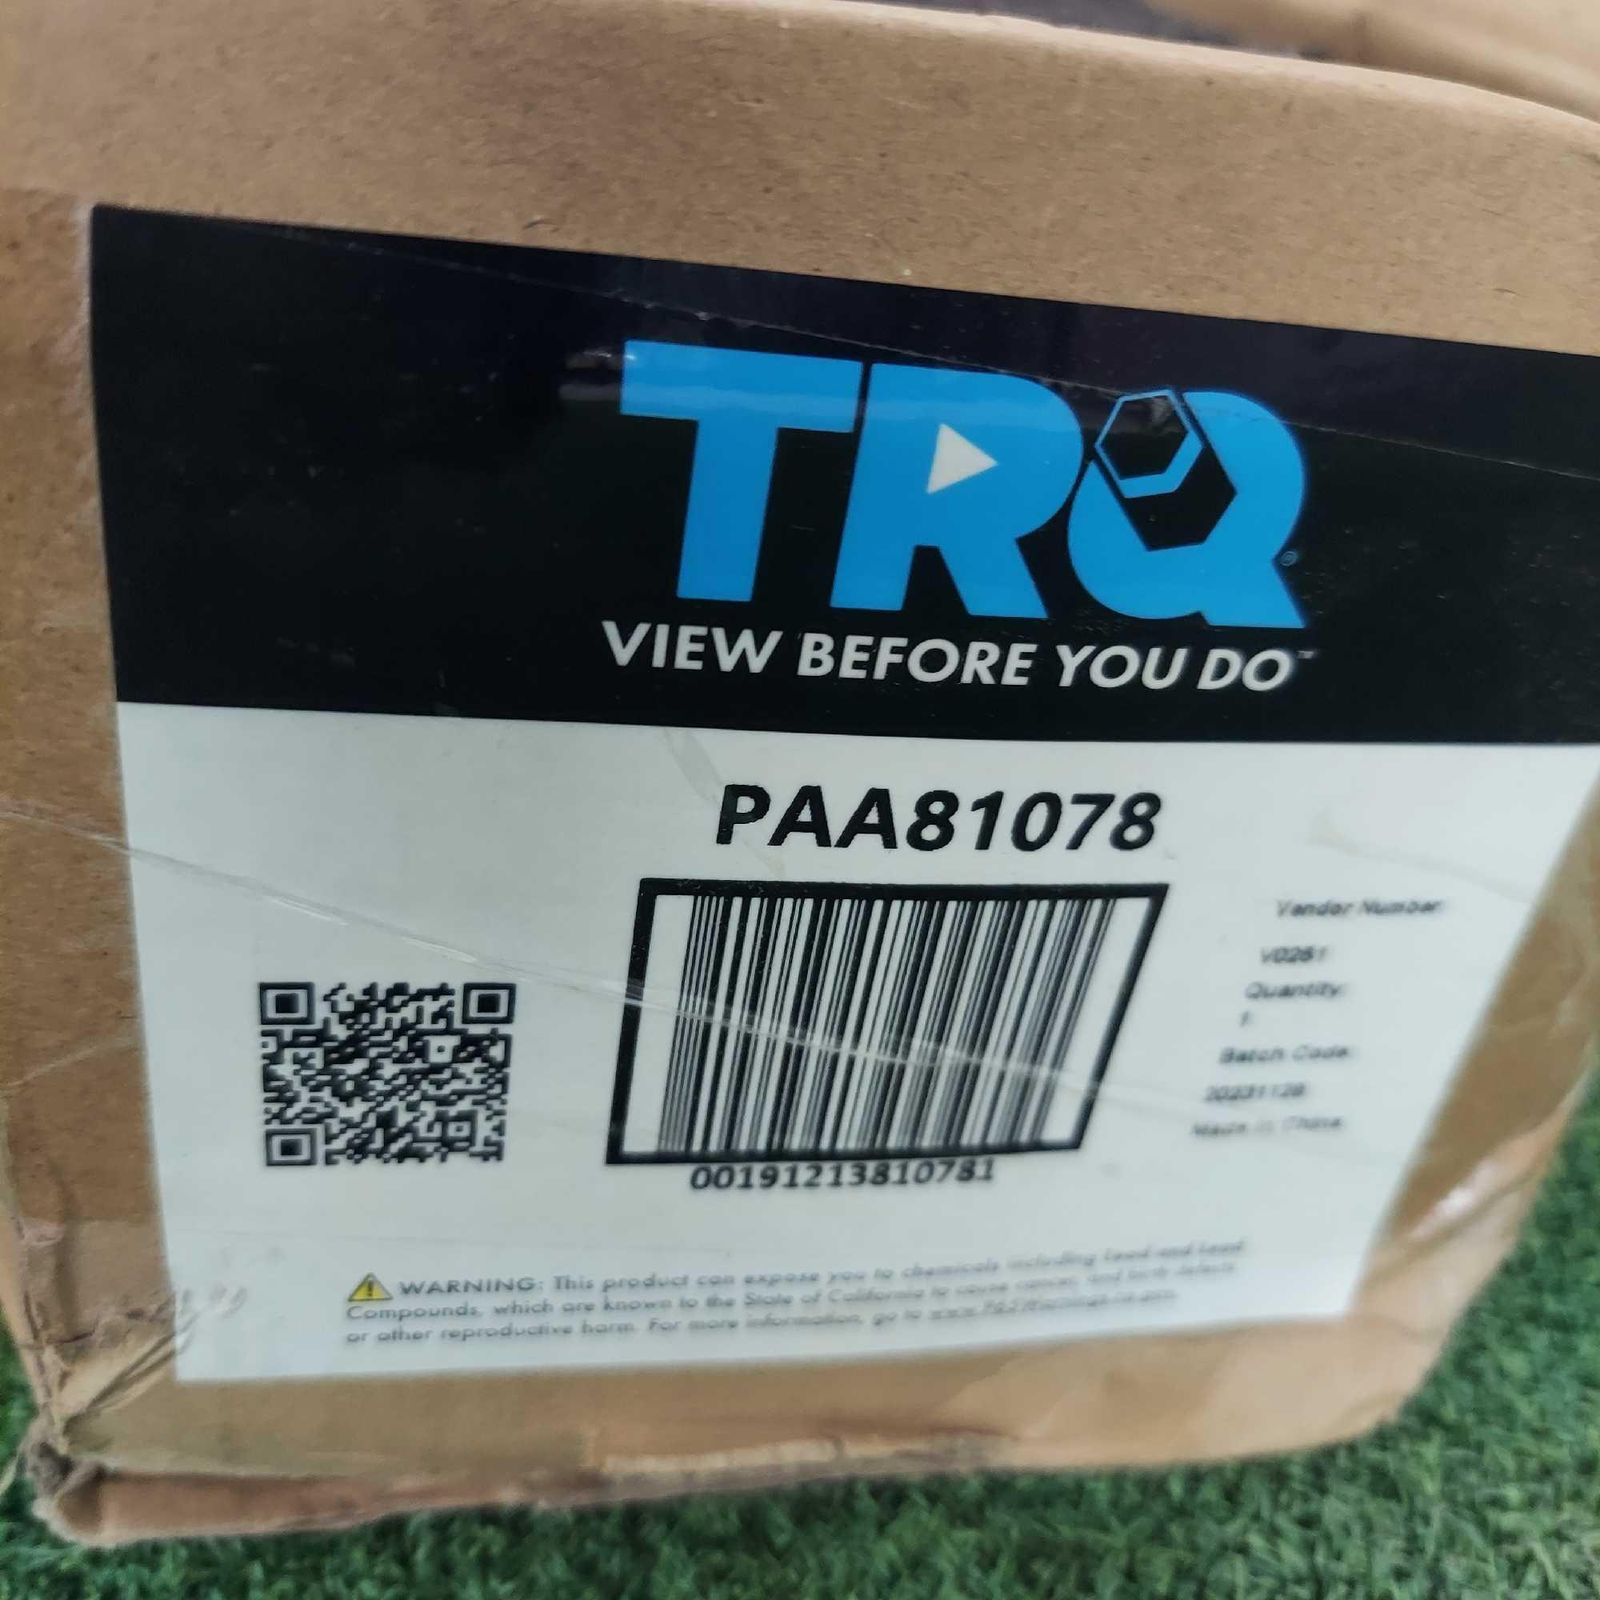 TRQ
VIEW BEFORE YOU DO™
PAA81078
Vendor Number:
V0261
Quantity:
1
Batch Code:
20231128
Made in China
00191213810781
WARNING: This product can expose you to chemicals including Lead and Lead
Compounds, which are known to the State of California to cause cancer, and birth defects
or other reproductive harm. For more information, go to www.P65Warnings.ca.gov.